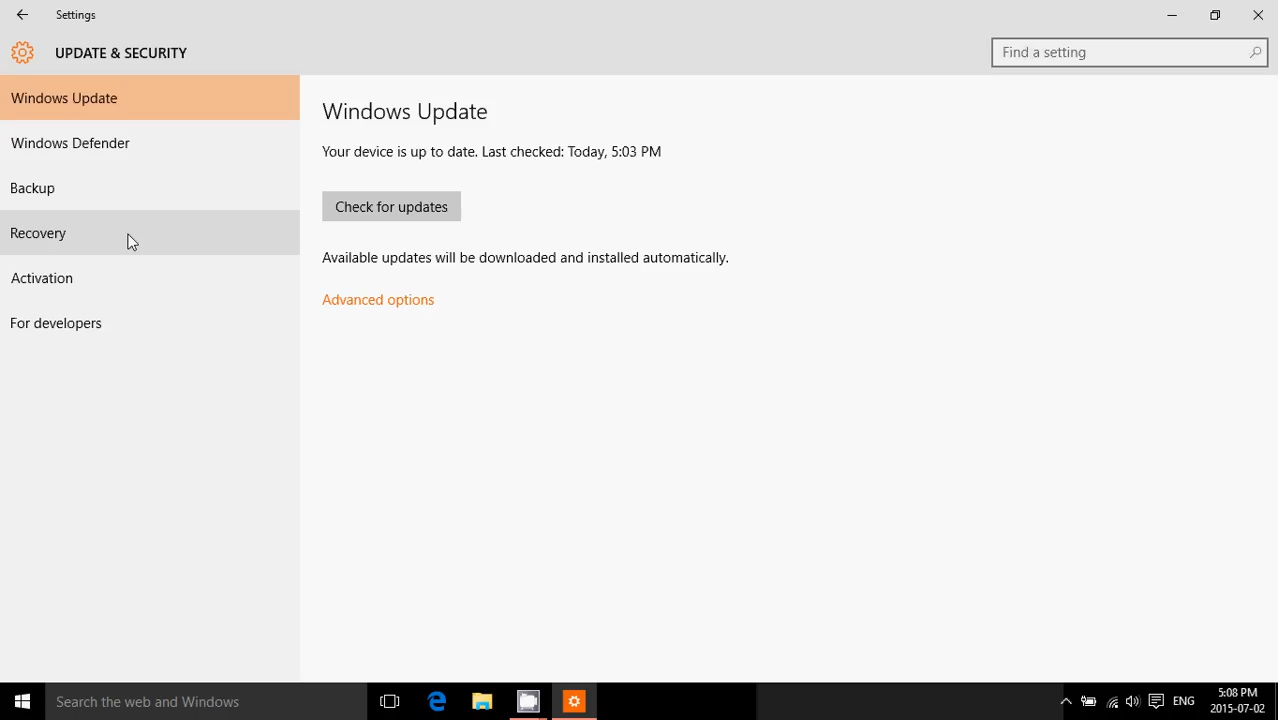 Settings
UPDATE & SECURITY
Find a setting
Windows Update
Windows Defender
Backup
Recovery
Activation
For developers
Windows Update
Your device is up to date. Last checked: Today, 5:03 PM
Check for updates
Available updates will be downloaded and installed automatically.
Advanced options
Search the web and Windows
ENG
5:08 PM
2015-07-02